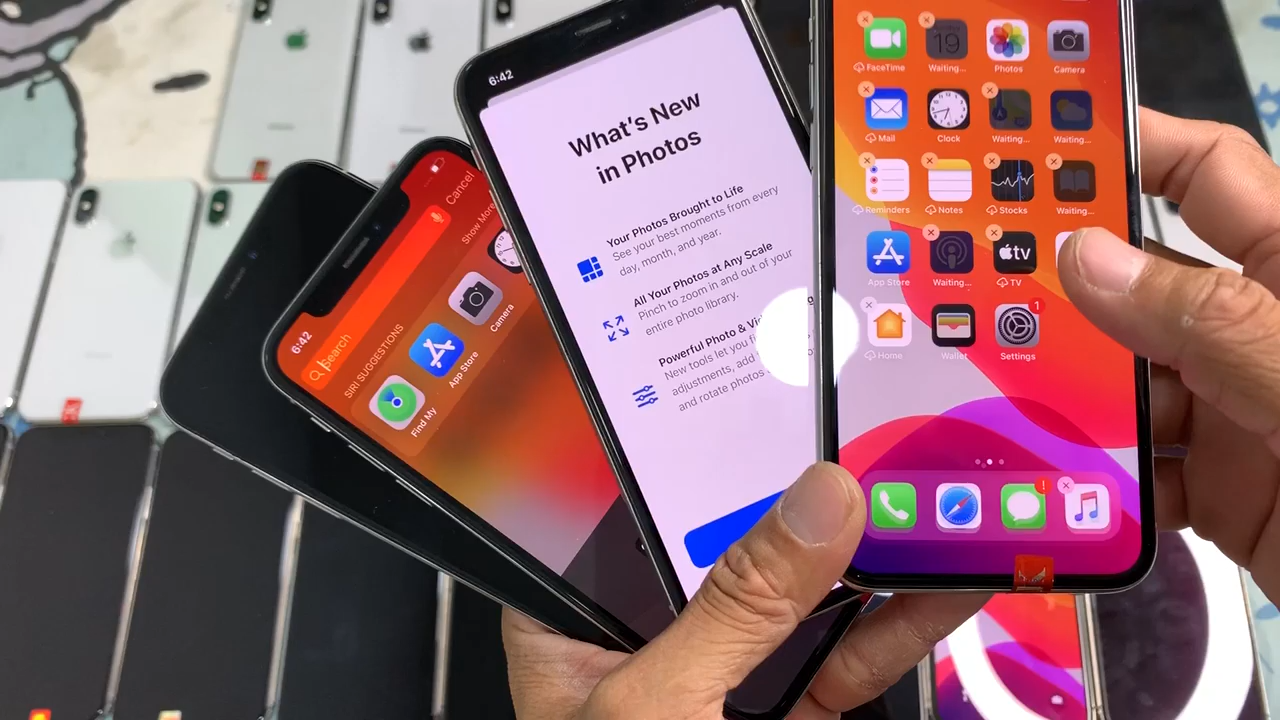 6:42
Cancel
Search
Show More
SIRI SUGGESTIONS
Find My
App Store
Camera
6:42
What's New
in Photos
Your Photos Brought to Life
See your best moments from every
day, month, and year.
All Your Photos at Any Scale
Pinch to zoom in and out of your
entire photo library.
Powerful Photo &
New tools let you
adjustments, add
and rotate photos
FaceTime
Waiting...
Photos
Camera
19
Mail
Clock
Waiting...
Waiting...
Reminders
Notes
Stocks
Waiting...
App Store
Waiting...
tv
TV
Home
Wallet
Settings
1
!